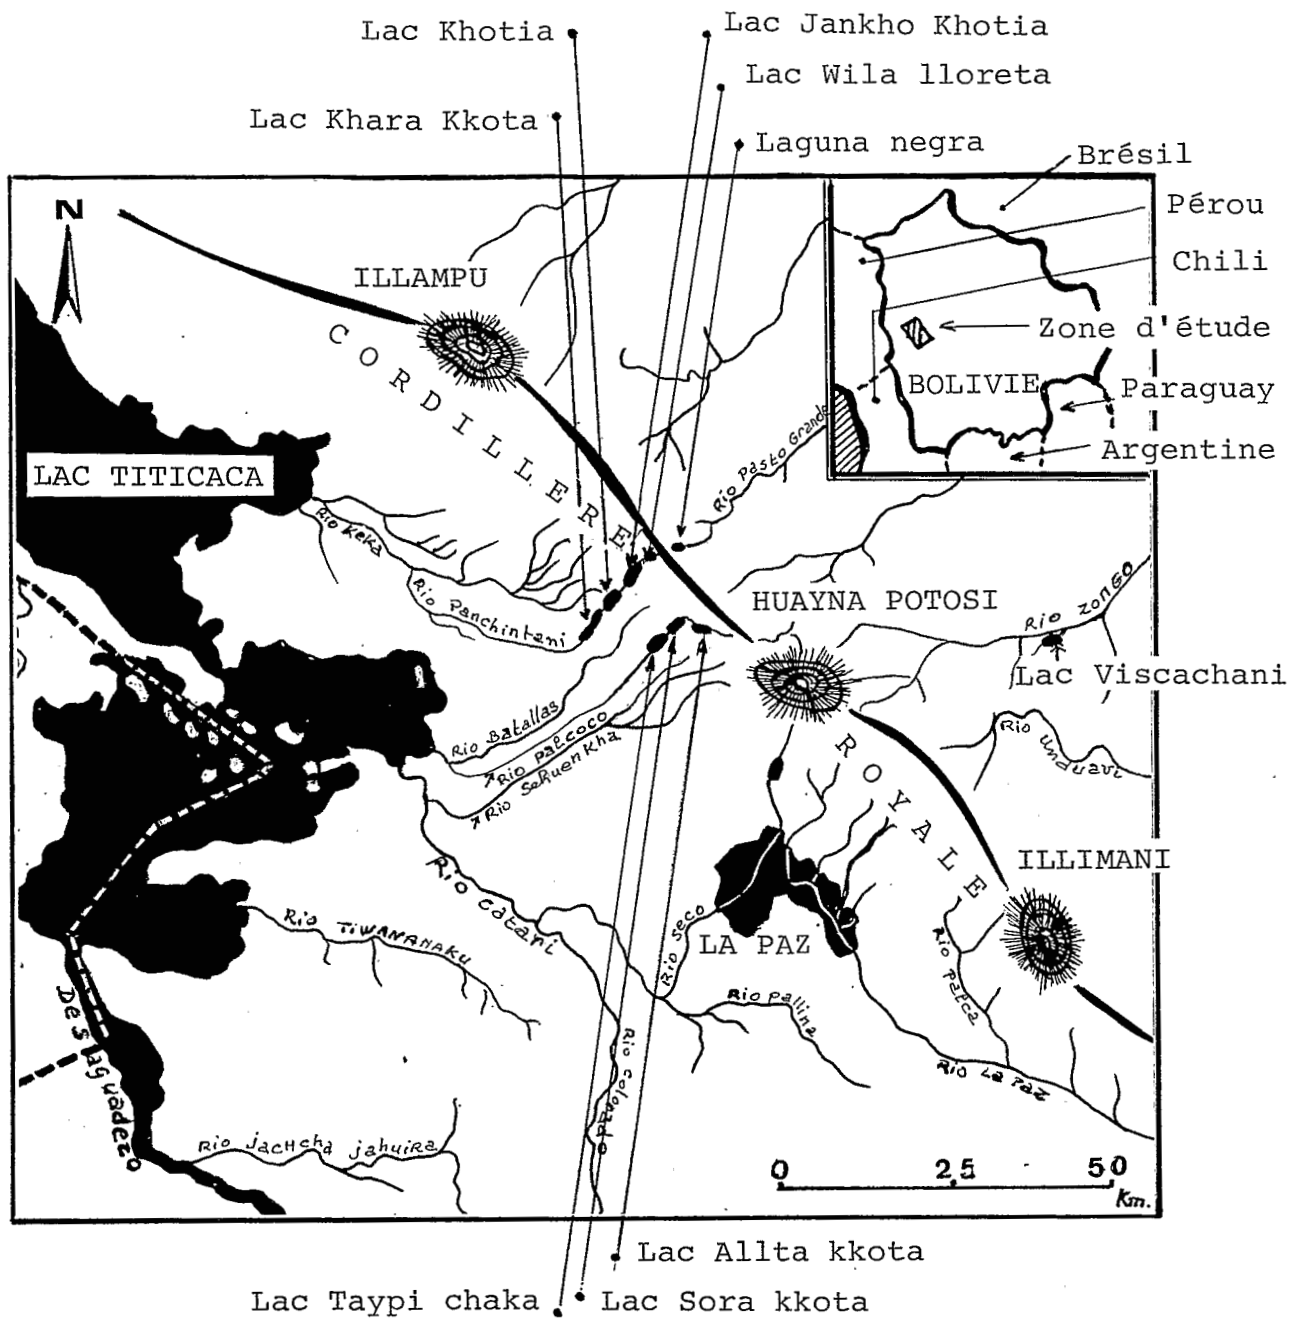 Lac Khotia
Lac Jankho Khotia
Lac Wila lloreta
Lac Khara Kkota
Laguna negra
Brésil
Pérou
Chili
Zone d'étude
BOLIVIE
Paraguay
Argentine
N
ILLAMPU
CORDILLERE
LAC TITICACA
Rio Pasto Grande
Rio Keka
Rio Panchintani
HUAYNA POTOSI
Rio Zongo
Lac Viscachani
Rio Batallas
Rio Palcoco
Rio Sehuenkha
Rio Unduavi
ROYALE
ILLIMANI
Rio Catari
Rio TIWANANAKU
Rio Seco
LA PAZ
Rio Palca
Rio Pallina
Desaguadero
Rio Colorado
Rio La Paz
Rio jacHcha jahuira
0 25 50
Km.
Lac Allta kkota
Lac Taypi chaka
Lac Sora kkota